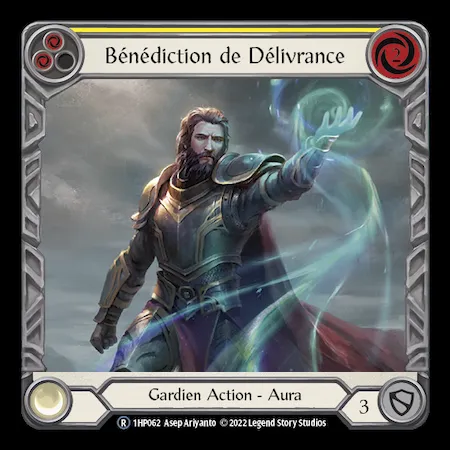 Bénédiction de Délivrance
Gardien Action - Aura
3
R 1HP062 Asep Ariyanto © 2022 Legend Story Studios